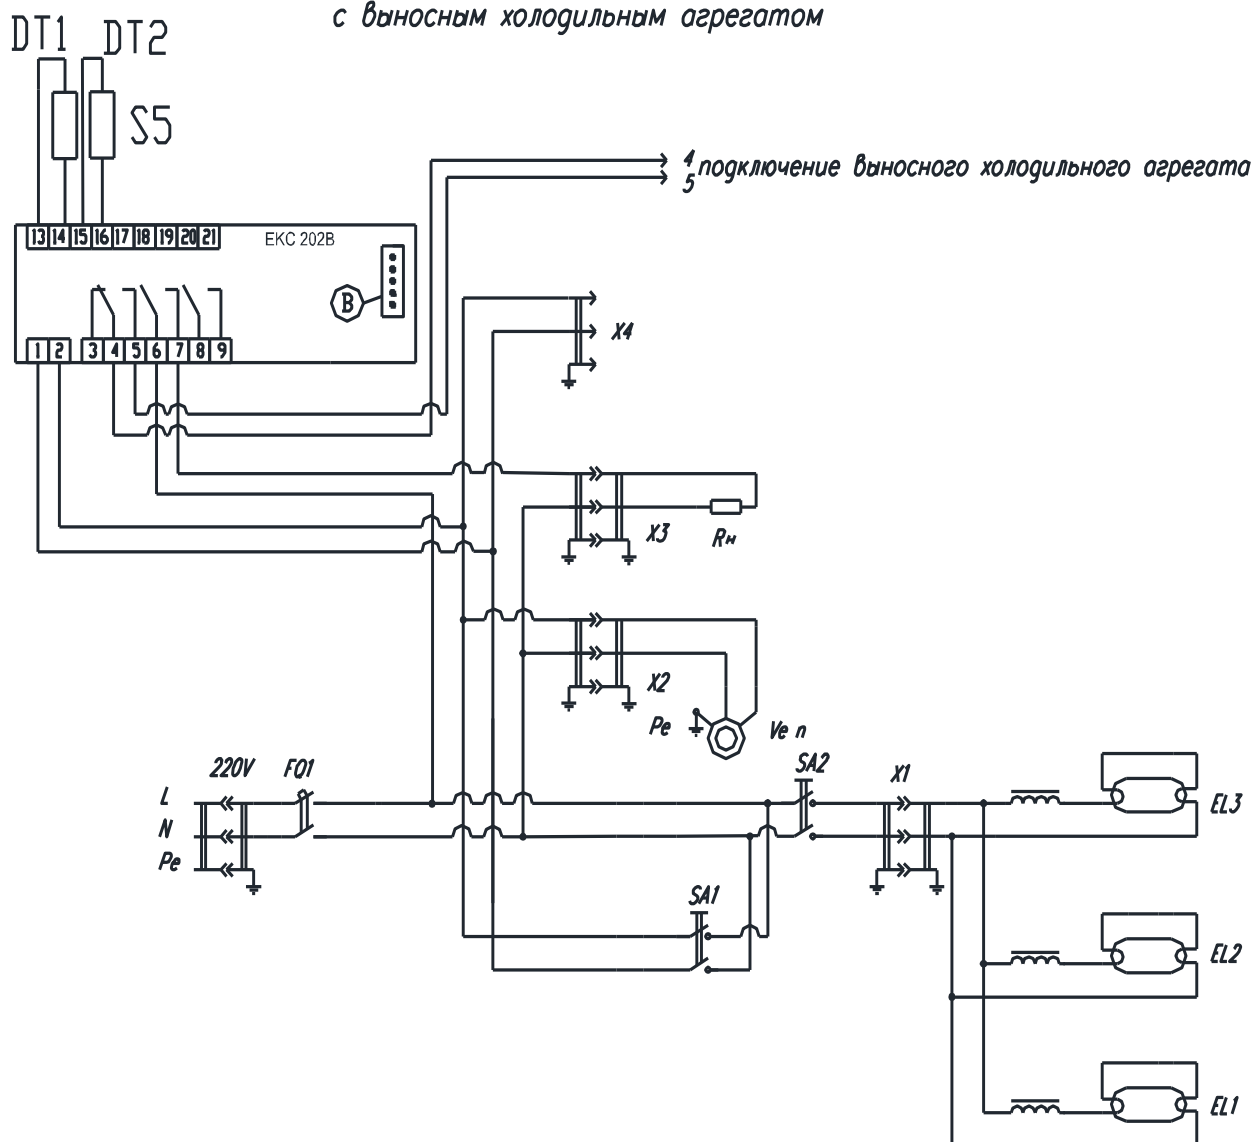 с выносным холодильным агрегатом
DT1 DT2
S5
4
подключение выносного холодильного агрегата
5
13 14 15 16 17 18 19 20 21
EKC 202B
B
X4
1 2 3 4 5 6 7 8 9
X3
Rн
X2
Pe
Ve n
220V FQ1
SA2
X1
L
EL3
N
Pe
SA1
EL2
EL1